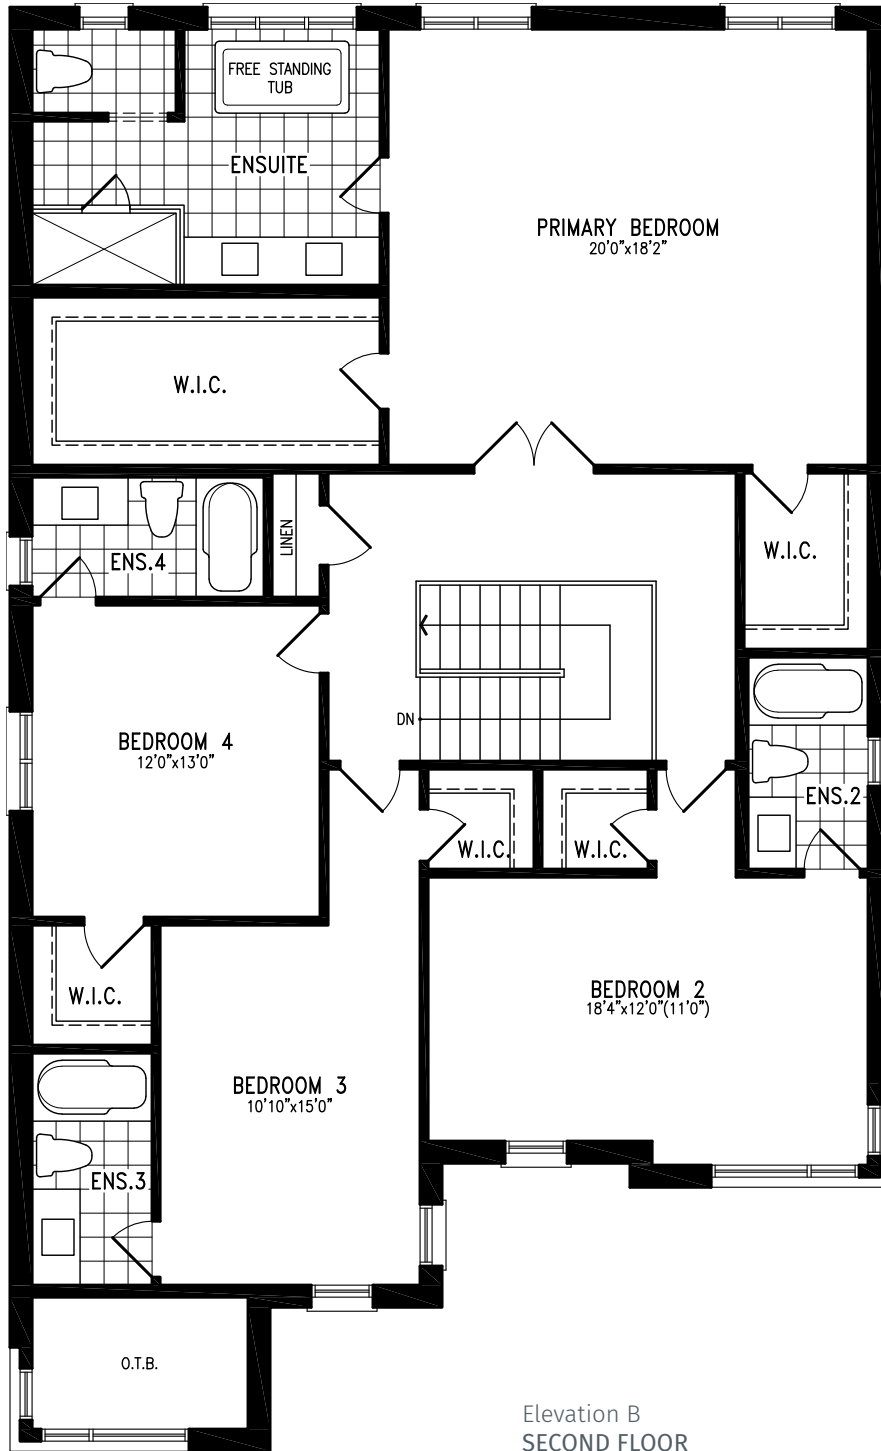 FREE STANDING
TUB
ENSUITE
PRIMARY BEDROOM
20'0"x18'2"
W.I.C.
LINEN
ENS.4
W.I.C.
DN
BEDROOM 4
12'0"x13'0"
ENS.2
W.I.C.
W.I.C.
W.I.C.
BEDROOM 2
18'4"x12'0"(11'0")
BEDROOM 3
10'10"x15'0"
ENS.3
O.T.B.
Elevation B
SECOND FLOOR